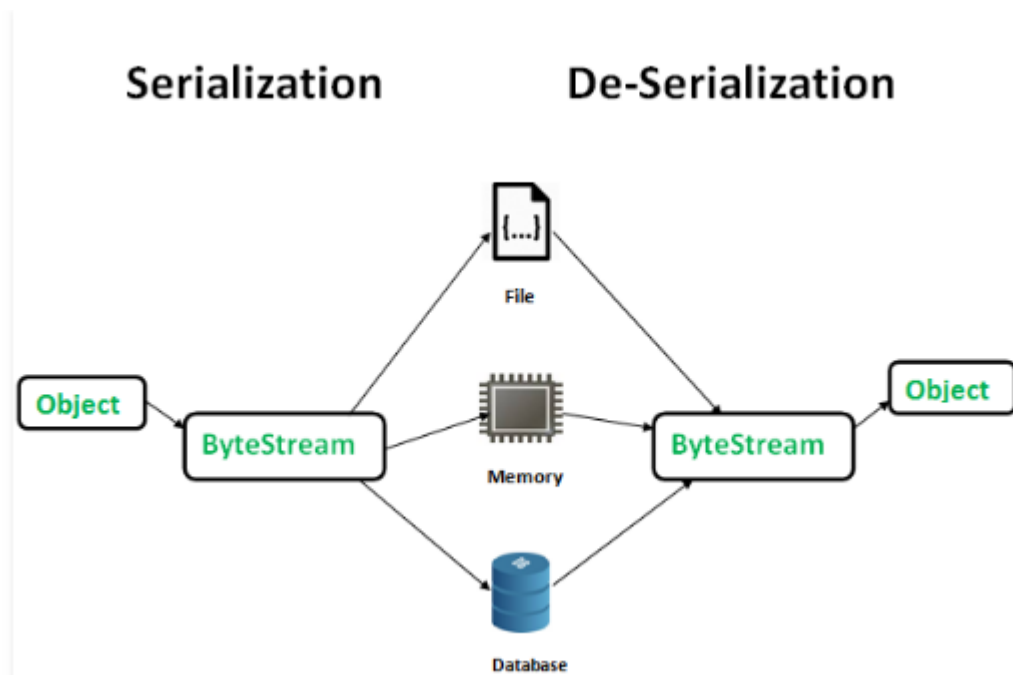 Serialization
De-Serialization
{...}
File
Object
ByteStream
Memory
ByteStream
Object
Database